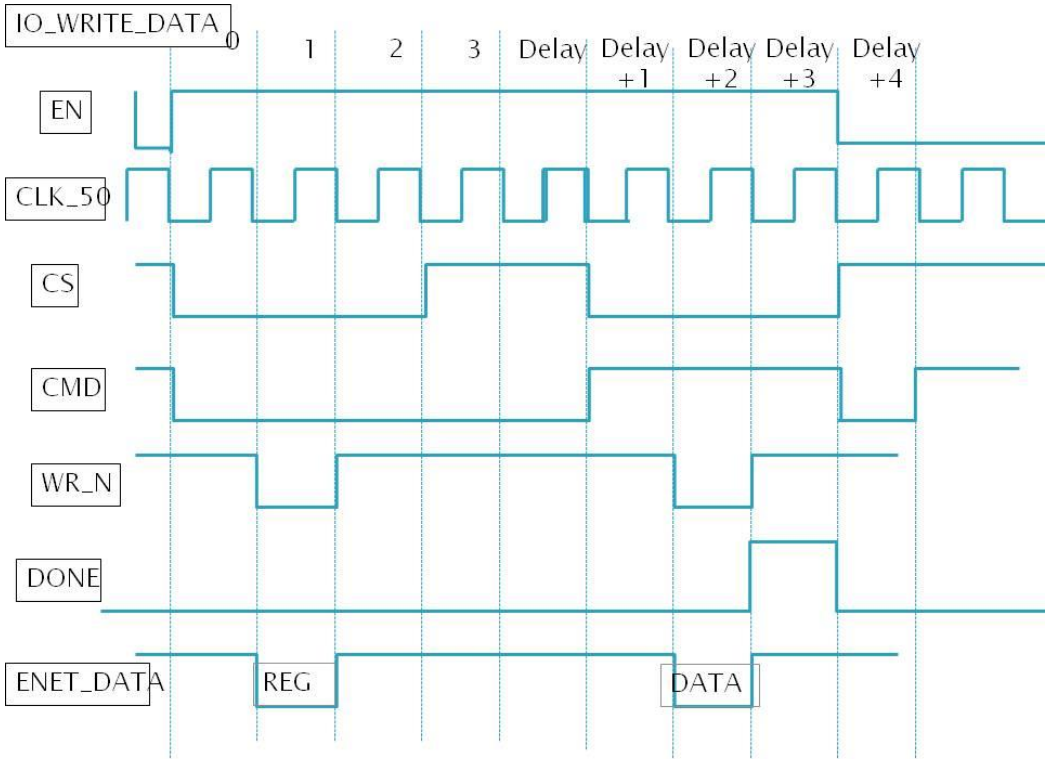 IO_WRITE_DATA
0 1 2 3 Delay Delay Delay Delay Delay
+1 +2 +3 +4
EN
CLK_50
CS
CMD
WR_N
DONE
ENET_DATA REG DATA